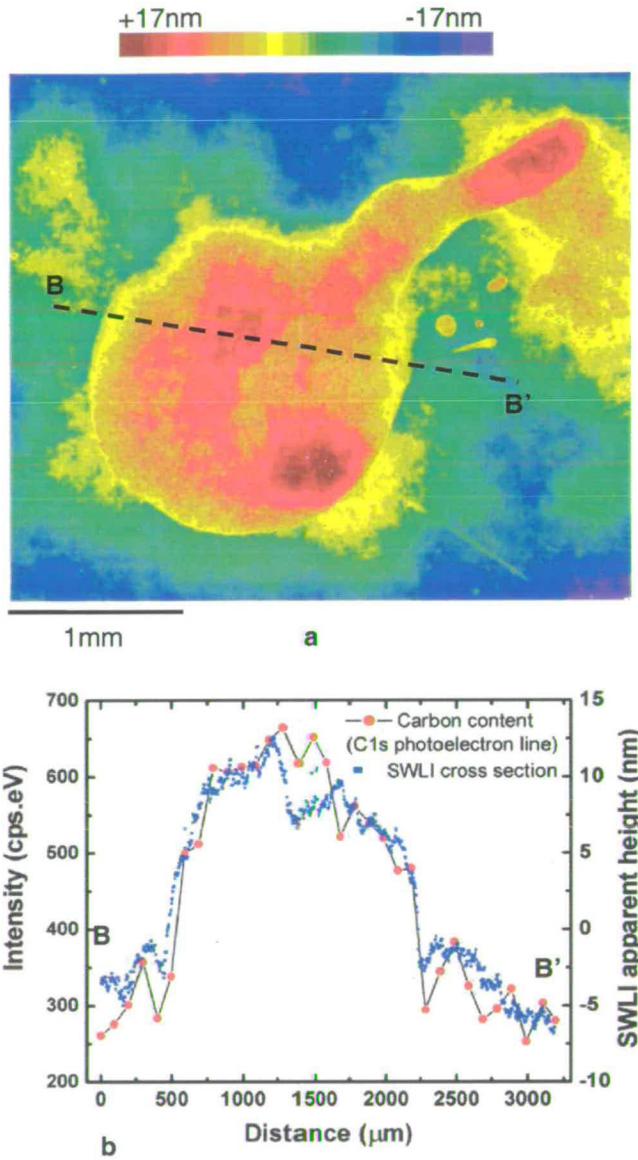 +17nm -17nm
B
B'
1mm a
700 15
Carbon content
(C1s photoelectron line)
SWLI cross section
600 10
500 5
400 0
B B'
300 -5
200 -10
0 500 1000 1500 2000 2500 3000
Intensity (cps.eV)
SWLI apparent height (nm)
Distance (μm)
b